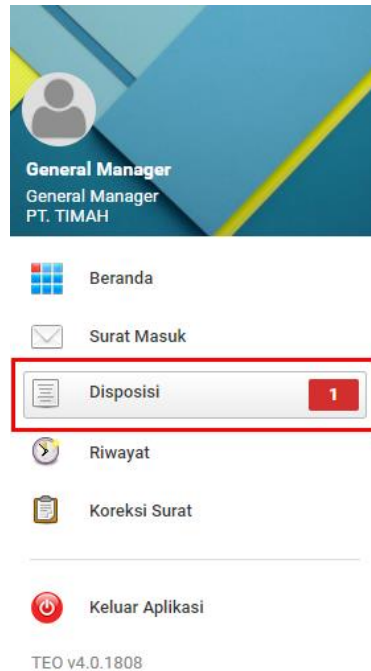 General Manager
General Manager
PT. TIMAH
Beranda
Surat Masuk
Disposisi 1
Riwayat
Koreksi Surat
Keluar Aplikasi
TEO v4.0.1808